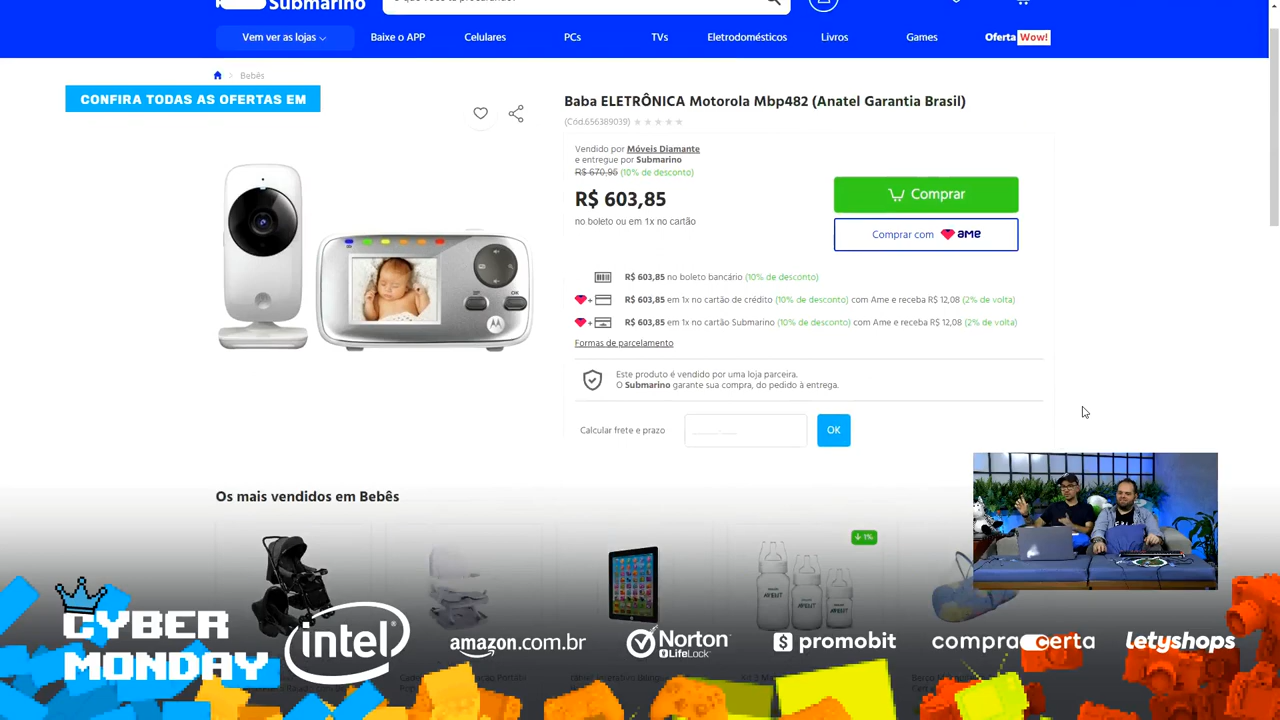 Submarino
Vem ver as lojas
Baixe o APP
Celulares
PCs
TVs
Eletrodomésticos
Livros
Games
Oferta Wow!
Bebês
CONFIRA TODAS AS OFERTAS EM
Baba ELETRÔNICA Motorola Mbp482 (Anatel Garantia Brasil)
(Cód.656389039)
Vendido por Móveis Diamante
e entregue por Submarino
R$ 670,95 (10% de desconto)
R$ 603,85
no boleto ou em 1x no cartão
Comprar
Comprar com ame
R$ 603,85 no boleto bancário (10% de desconto)
R$ 603,85 em 1x no cartão de crédito (10% de desconto) com Ame e receba R$ 12,08 (2% de volta)
R$ 603,85 em 1x no cartão Submarino (10% de desconto) com Ame e receba R$ 12,08 (2% de volta)
Formas de parcelamento
Este produto é vendido por uma loja parceira.
O Submarino garante sua compra, do pedido à entrega.
Calcular frete e prazo
OK
Os mais vendidos em Bebês
1%
CYBER
MONDAY
intel
amazon.com.br
Norton
LifeLock
promobit
compracerta
letyshops